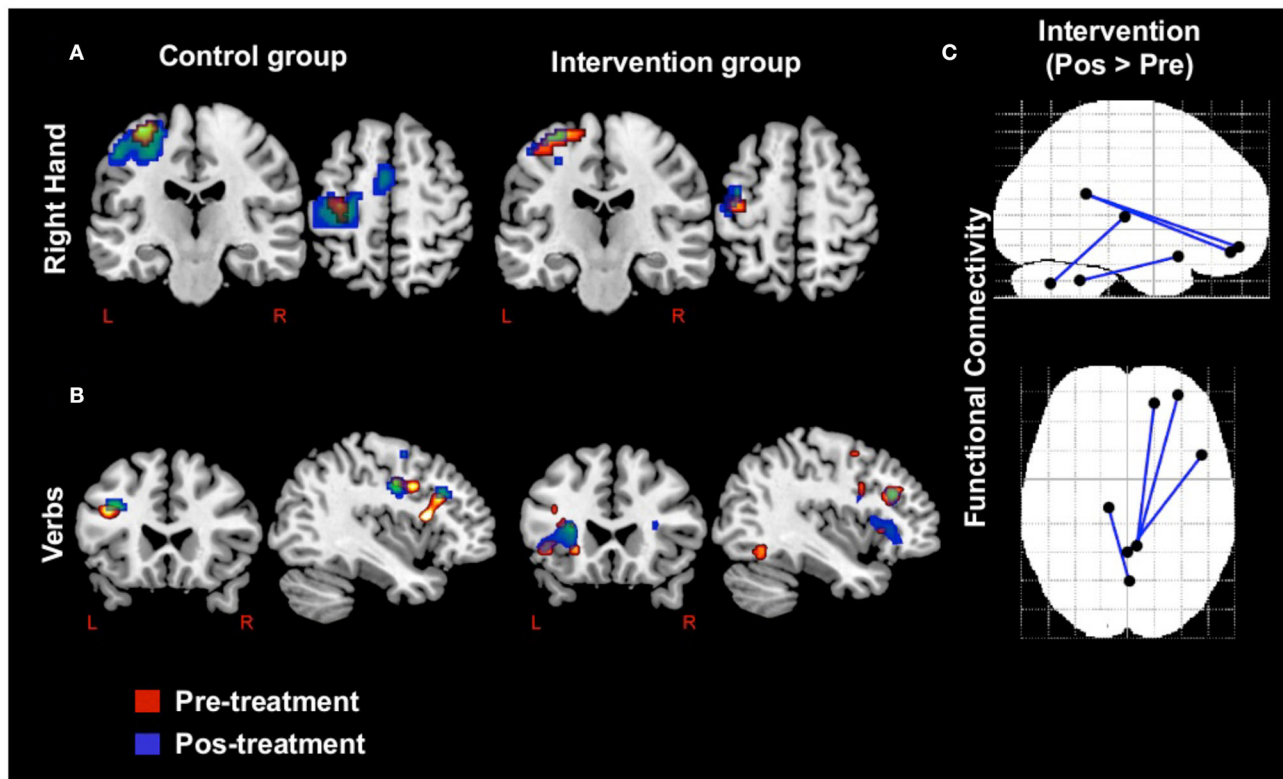 A
Control group
Intervention group
C
Intervention
(Pos > Pre)
Right Hand
L
R
L
R
Functional Connectivity
B
Verbs
L
R
L
R
Pre-treatment
Pos-treatment